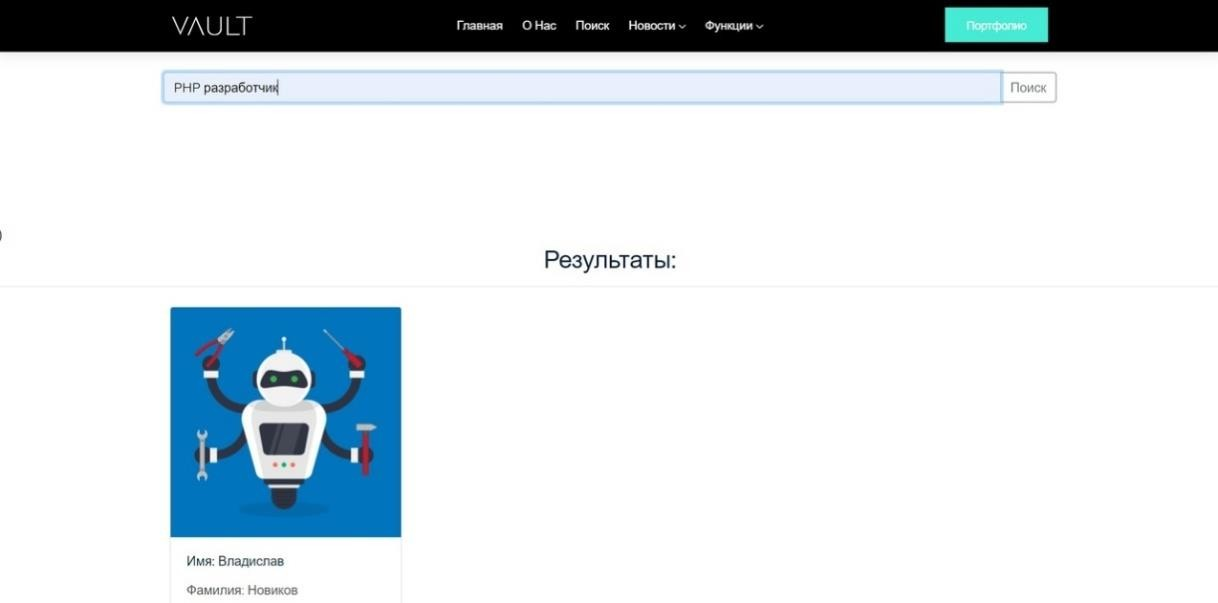 VAULT Главная О Нас Поиск Новости Функции Портфолио
PHP разработчик Поиск
)
Результаты:
Имя: Владислав
Фамилия: Новиков